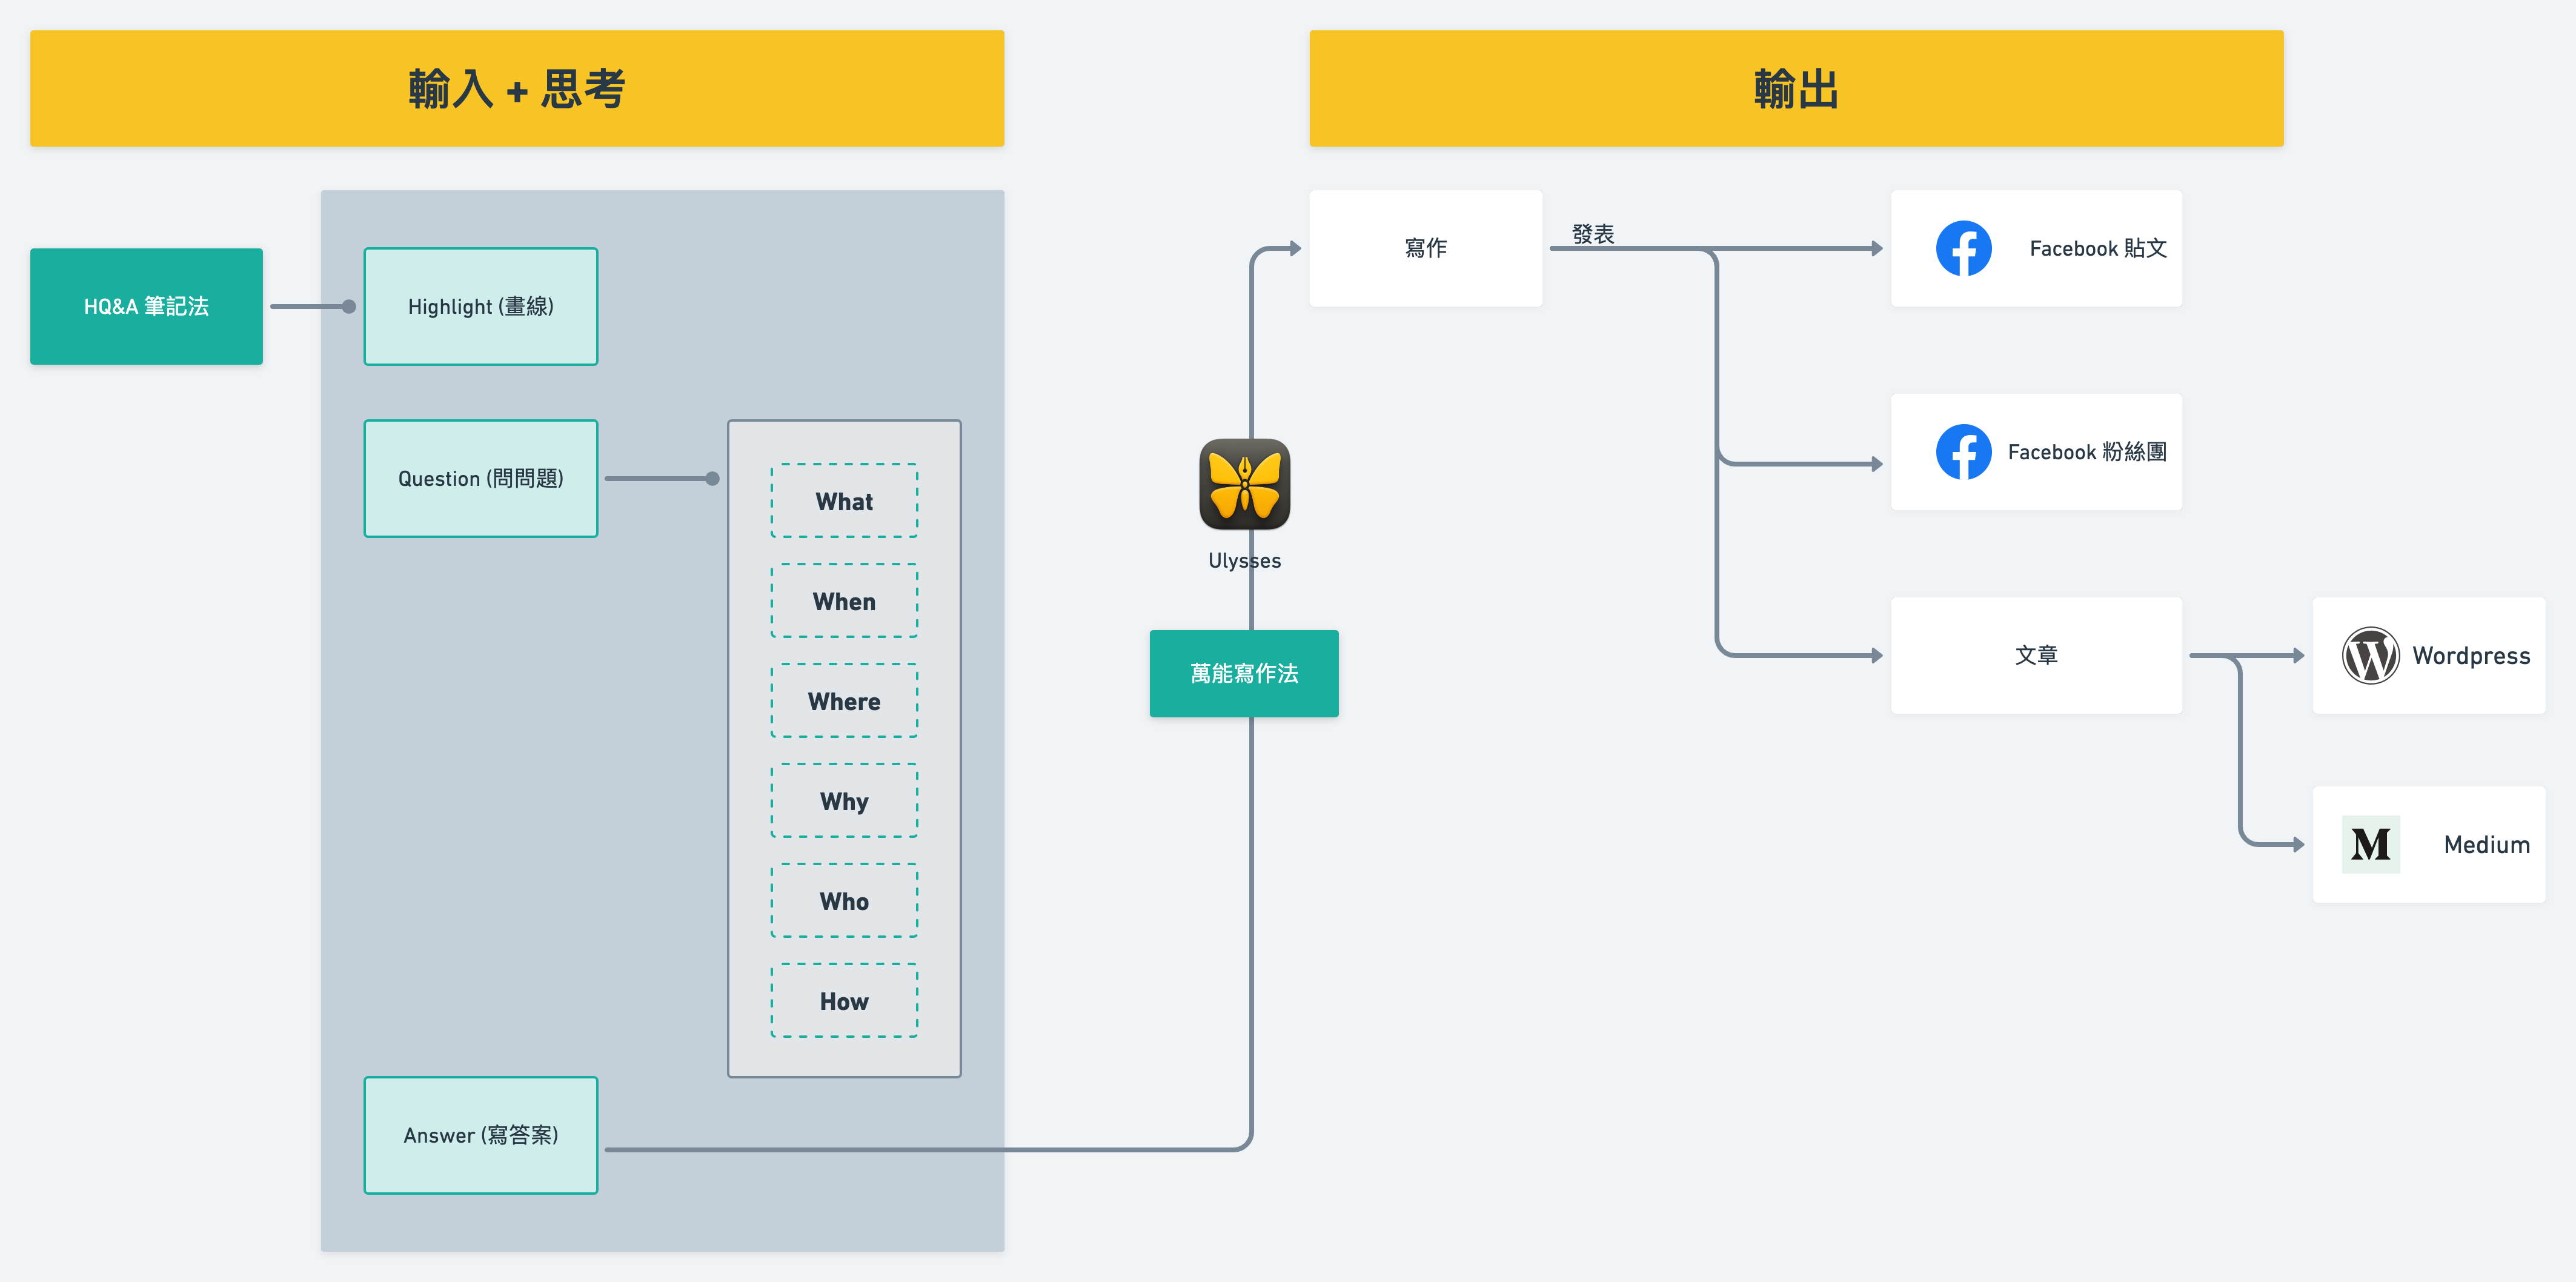 輸入 + 思考
輸出
HQ&A 筆記法
Highlight (畫線)
Question (問問題)
What
When
Where
Why
Who
How
Answer (寫答案)
Ulysses
萬能寫作法
寫作
發表
Facebook 貼文
Facebook 粉絲團
文章
Wordpress
M
Medium